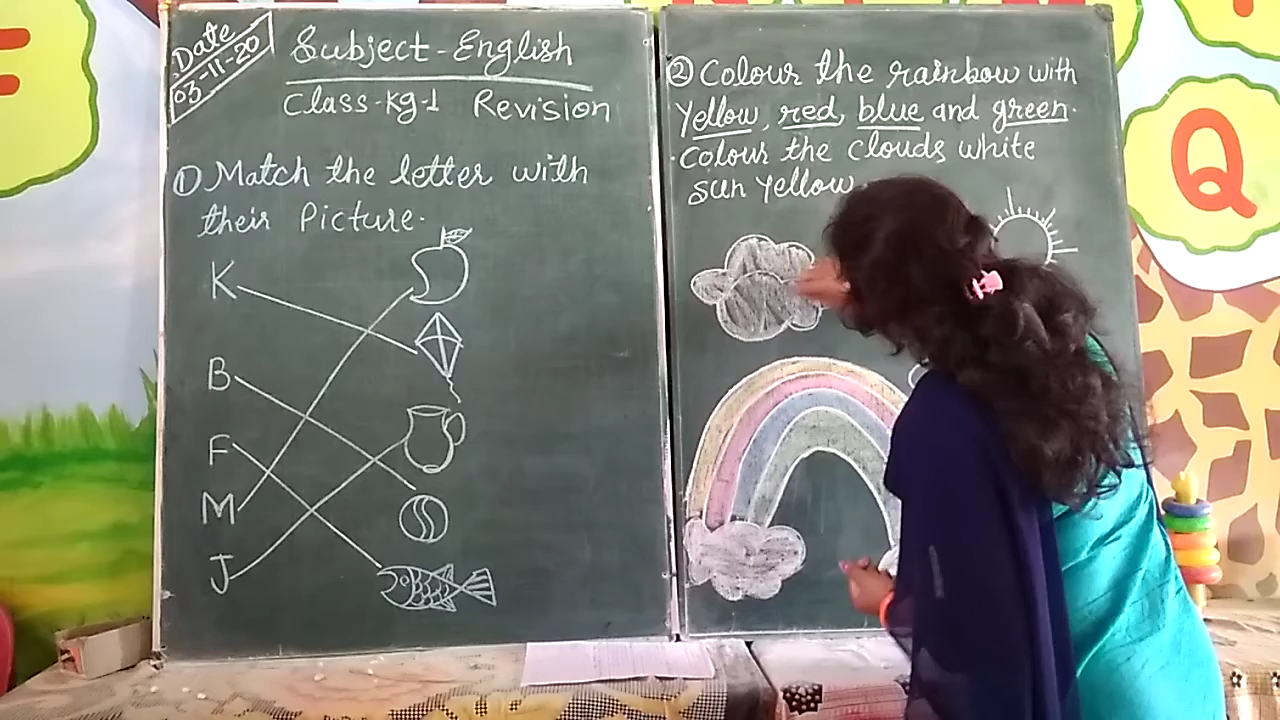 Date
03-11-20
Subject-English
Class-Kg-1 Revision
① Match the letter with
their Picture.
K
B
F
M
J
② Colour the rainbow with
Yellow, red, blue and green.
. Colour the clouds white
sun yellow.
Q